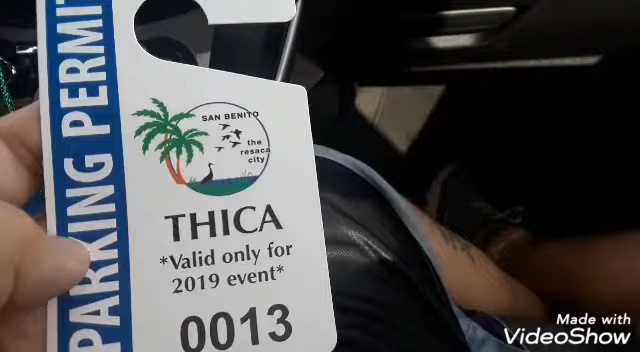 PARKING PERMIT
SAN BENITO
the
resaca
city
THICA
*Valid only for
2019 event*
0013
Made with
VideoShow